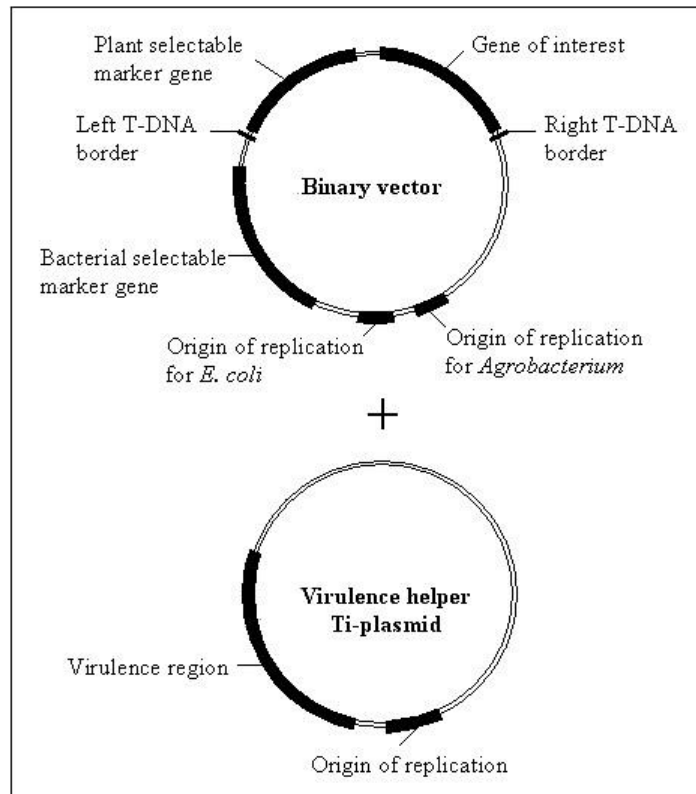 Plant selectable
marker gene
Gene of interest
Left T-DNA
border
Right T-DNA
border
Binary vector
Bacterial selectable
marker gene
Origin of replication
for E. coli
Origin of replication
for Agrobacterium
+
Virulence helper
Ti-plasmid
Virulence region
Origin of replication